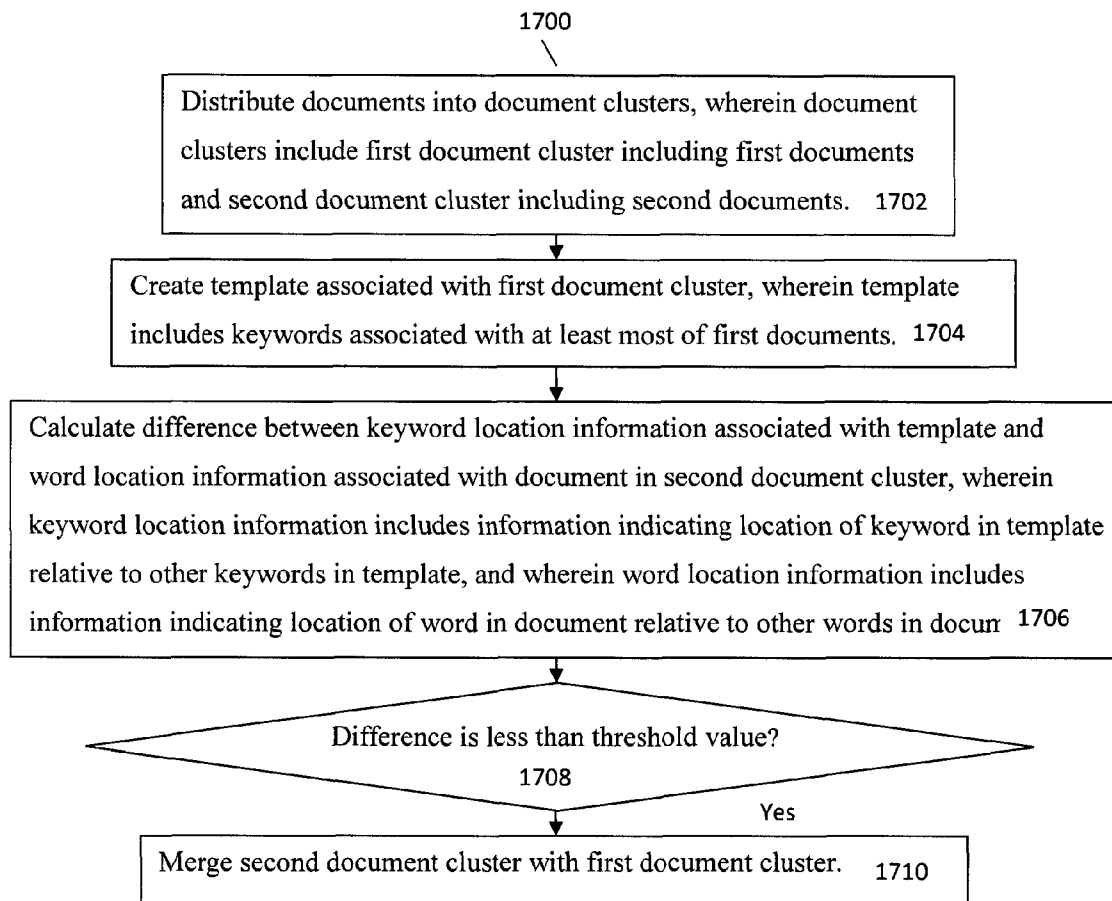 1700
Distribute documents into document clusters, wherein document
clusters include first document cluster including first documents
and second document cluster including second documents. 1702
Create template associated with first document cluster, wherein template
includes keywords associated with at least most of first documents. 1704
Calculate difference between keyword location information associated with template and
word location information associated with document in second document cluster, wherein
keyword location information includes information indicating location of keyword in template
relative to other keywords in template, and wherein word location information includes
information indicating location of word in document relative to other words in docum 1706
Difference is less than threshold value?
1708
Yes
Merge second document cluster with first document cluster. 1710